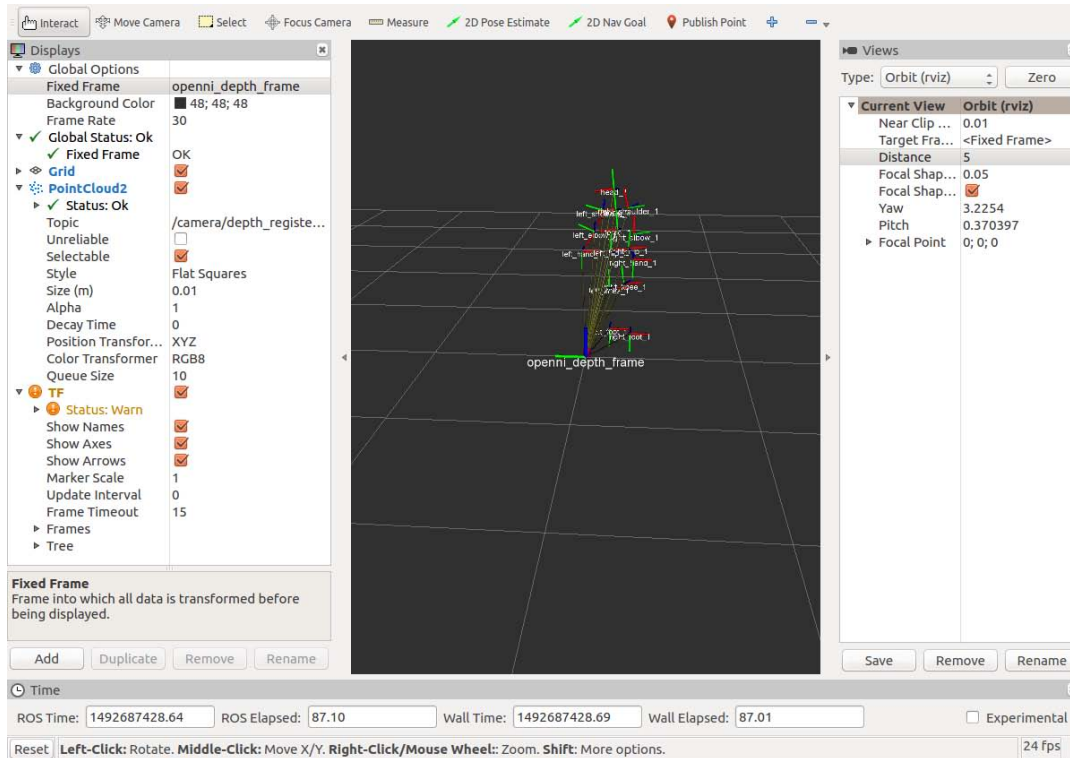 Interact Move Camera Select Focus Camera Measure 2D Pose Estimate 2D Nav Goal Publish Point
Displays
Global Options
Fixed Frame openni_depth_frame
Background Color 48; 48; 48
Frame Rate 30
Global Status: Ok
Fixed Frame OK
Grid
PointCloud2
Status: Ok
Topic /camera/depth_registe...
Unreliable
Selectable
Style Flat Squares
Size (m) 0.01
Alpha 1
Decay Time 0
Position Transfor... XYZ
Color Transformer RGB8
Queue Size 10
TF
Status: Warn
Show Names
Show Axes
Show Arrows
Marker Scale 1
Update Interval 0
Frame Timeout 15
Frames
Tree
Fixed Frame
Frame into which all data is transformed before
being displayed.
Add Duplicate Remove Rename
head_1
right_hand_1
openni_depth_frame
Views
Type: Orbit (rviz) Zero
Current View Orbit (rviz)
Near Clip ... 0.01
Target Fra... <Fixed Frame>
Distance 5
Focal Shap... 0.05
Focal Shap...
Yaw 3.2254
Pitch 0.370397
Focal Point 0; 0; 0
Save Remove Rename
Time
ROS Time: 1492687428.64 ROS Elapsed: 87.10 Wall Time: 1492687428.69 Wall Elapsed: 87.01 Experimental
Reset Left-Click: Rotate. Middle-Click: Move X/Y. Right-Click/Mouse Wheel:: Zoom. Shift: More options. 24 fps